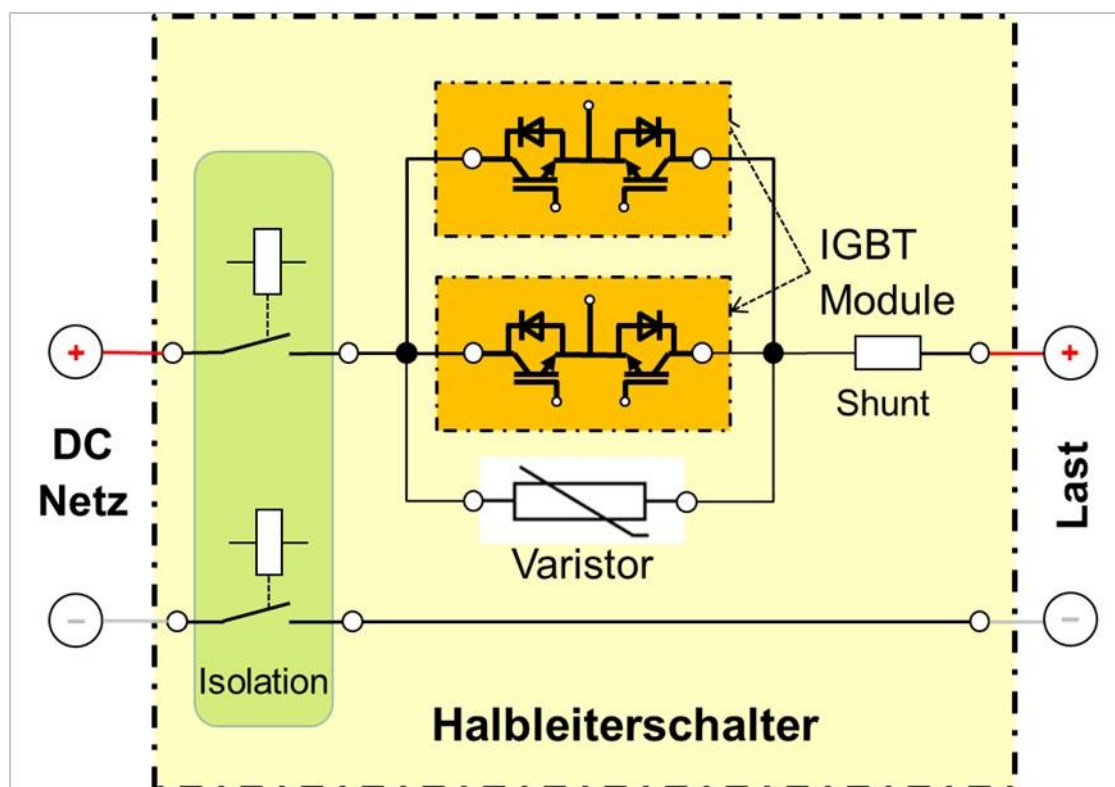 IGBT
Module
+
+
Shunt
DC
Netz
Last
Varistor
−
−
Isolation
Halbleiterschalter